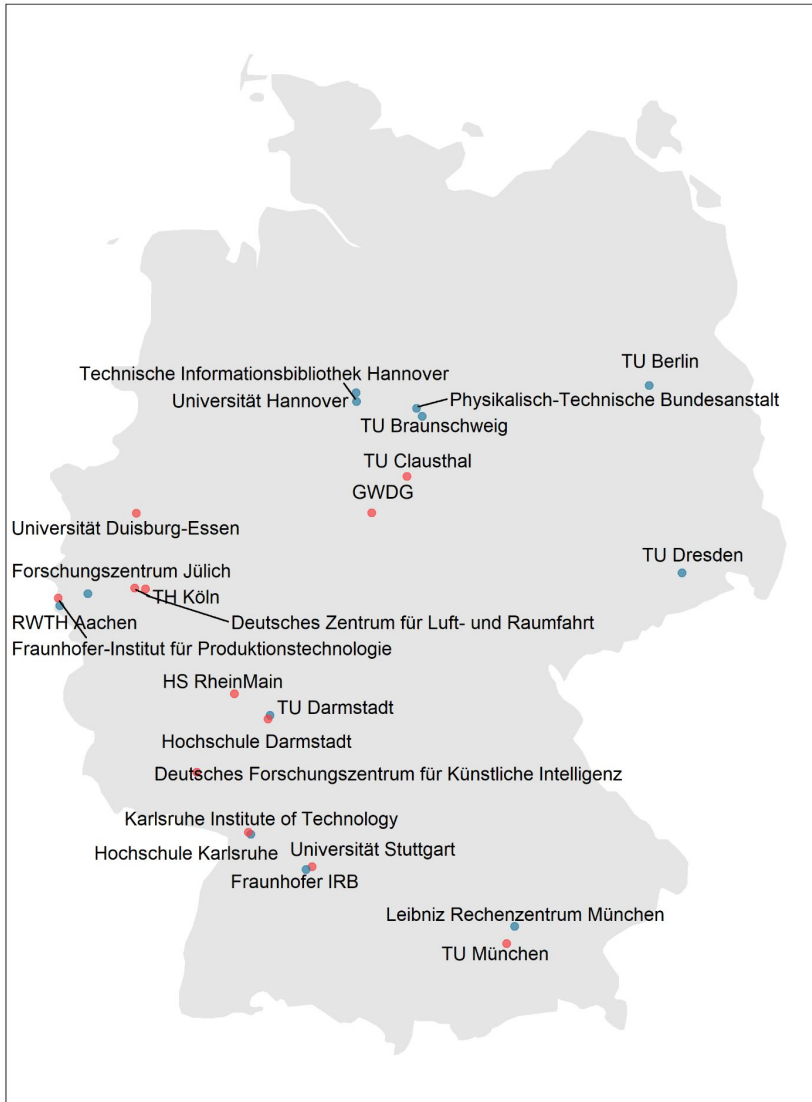 TU Berlin
Technische Informationsbibliothek Hannover
Universität Hannover
Physikalisch-Technische Bundesanstalt
TU Braunschweig
TU Clausthal
GWDG
Universität Duisburg-Essen
TU Dresden
Forschungszentrum Jülich
TH Köln
RWTH Aachen
Deutsches Zentrum für Luft- und Raumfahrt
Fraunhofer-Institut für Produktionstechnologie
HS RheinMain
TU Darmstadt
Hochschule Darmstadt
Deutsches Forschungszentrum für Künstliche Intelligenz
Karlsruhe Institute of Technology
Hochschule Karlsruhe
Universität Stuttgart
Fraunhofer IRB
Leibniz Rechenzentrum München
TU München